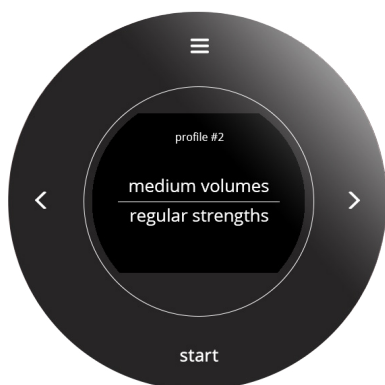 profile #2
medium volumes
regular strengths
start